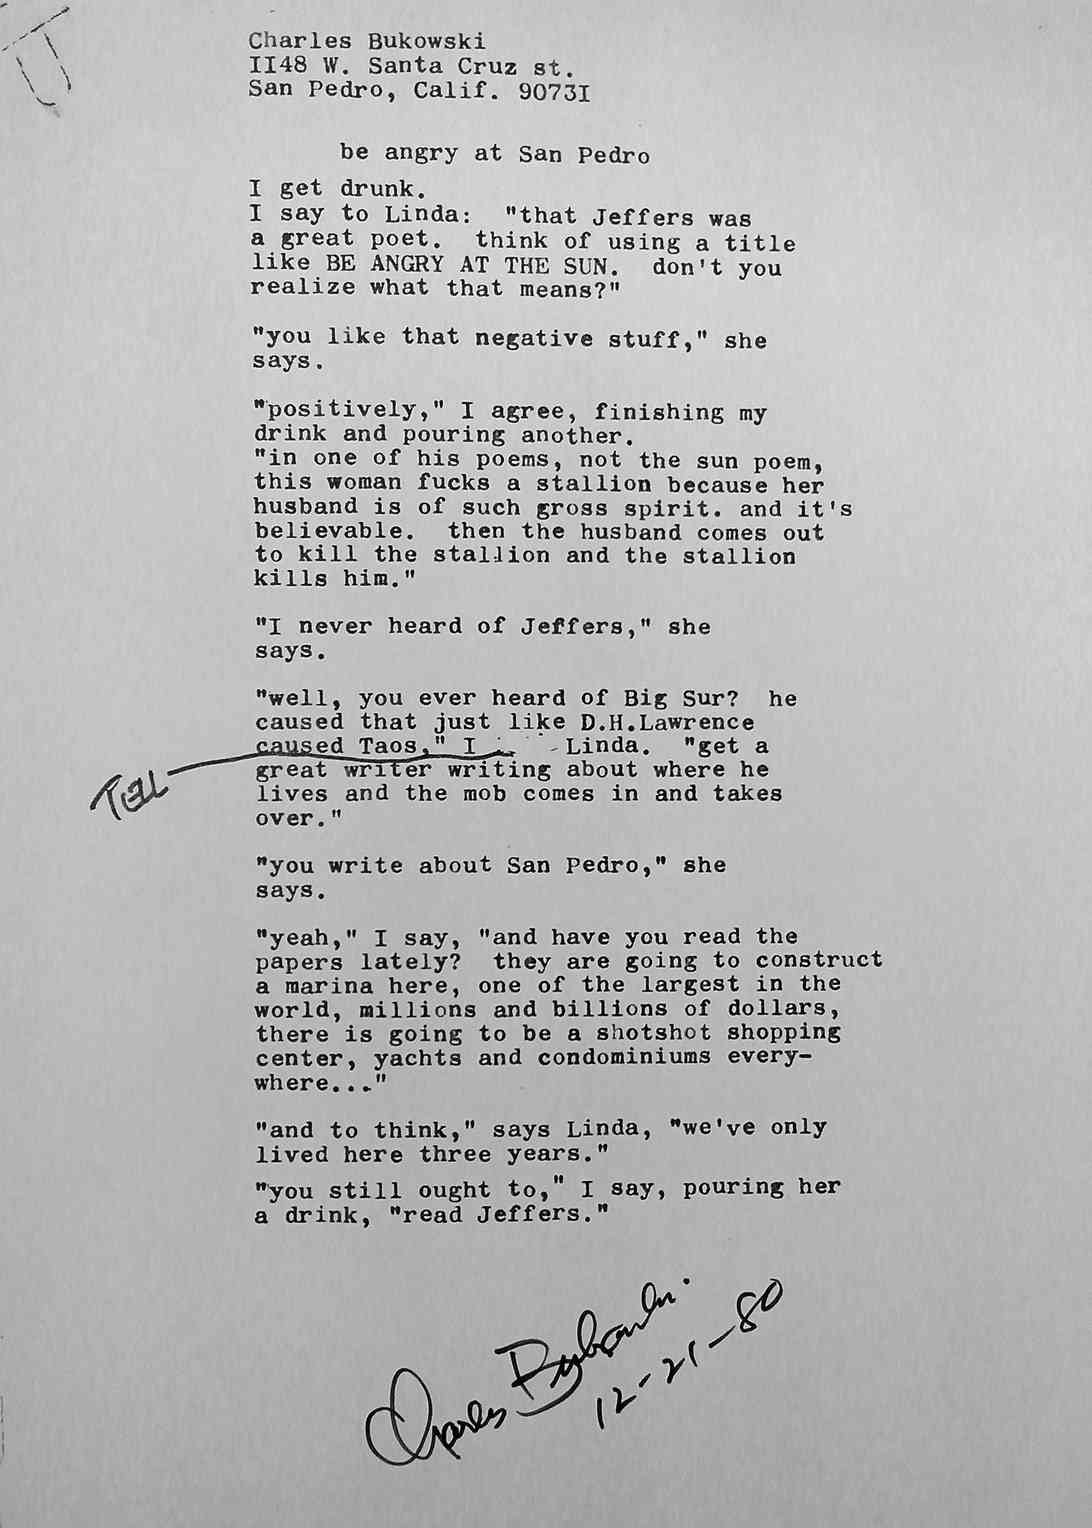 Charles Bukowski
II48 W. Santa Cruz st.
San Pedro, Calif. 9073I
be angry at San Pedro
I get drunk.
I say to Linda: "that Jeffers was
a great poet. think of using a title
like BE ANGRY AT THE SUN. don't you
realize what that means?"
"you like that negative stuff," she
says.
"positively," I agree, finishing my
drink and pouring another.
"in one of his poems, not the sun poem,
this woman fucks a stallion because her
husband is of such gross spirit. and it's
believable. then the husband comes out
to kill the stallion and the stallion
kills him."
"I never heard of Jeffers," she
says.
"well, you ever heard of Big Sur? he
caused that just like D.H.Lawrence
caused Taos," I Linda. "get a
TELL
great writer writing about where he
lives and the mob comes in and takes
over."
"you write about San Pedro," she
says.
"yeah," I say, "and have you read the
papers lately? they are going to construct
a marina here, one of the largest in the
world, millions and billions of dollars,
there is going to be a shotshot shopping
center, yachts and condominiums every-
where..."
"and to think," says Linda, "we've only
lived here three years."
"you still ought to," I say, pouring her
a drink, "read Jeffers."
Charles Bukowski
12-21-80